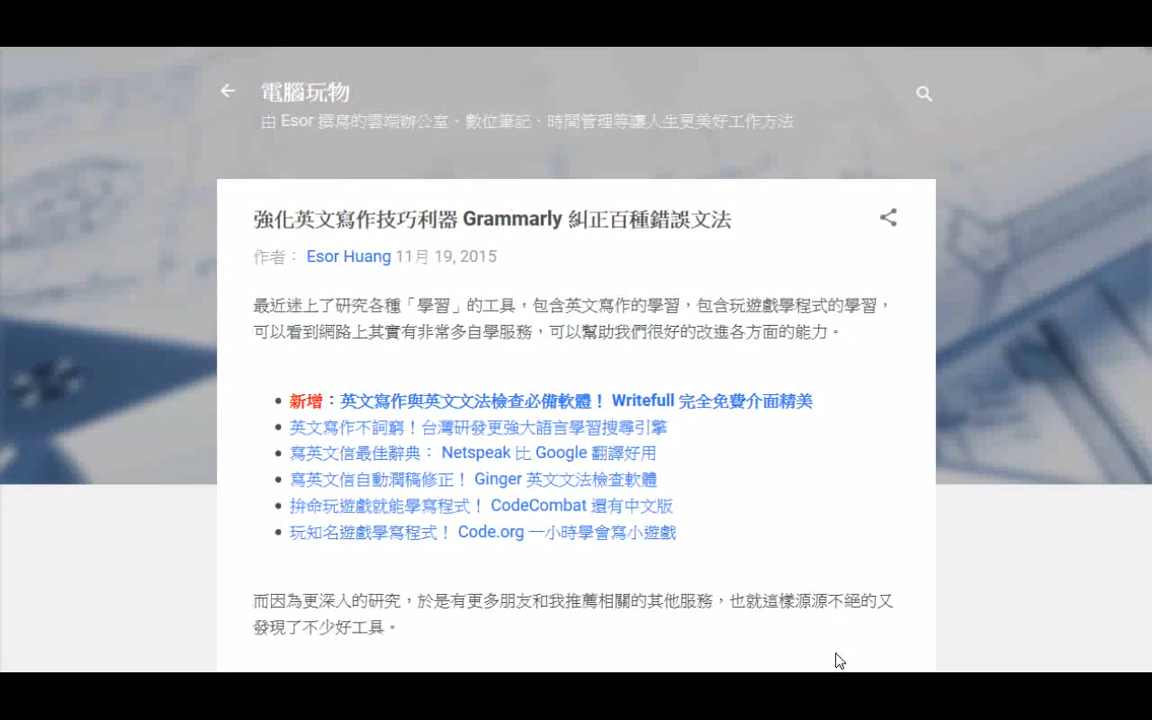 電腦玩物
由 Esor 撰寫的雲端辦公室、數位筆記，時間管理等讓人生更美好工作方法
強化英文寫作技巧利器 Grammarly 糾正百種錯誤文法
作者： Esor Huang 11月 19, 2015
最近迷上了研究各種「學習」的工具，包含英文寫作的學習，包含玩遊戲學程式的學習，
可以看到網路上其實有非常多自學服務，可以幫助我們很好的改進各方面的能力。
新增：英文寫作與英文文法檢查必備軟體！ Writefull 完全免費介面精美
英文寫作不詞窮！台灣研發更強大語言學習搜尋引擎
寫英文信最佳辭典： Netspeak 比 Google 翻譯好用
寫英文信自動潤稿修正！ Ginger 英文文法檢查軟體
拚命玩遊戲就能學寫程式！ CodeCombat 還有中文版
玩知名遊戲學寫程式！ Code.org 一小時學會寫小遊戲
而因為更深入的研究，於是有更多朋友和我推薦相關的其他服務，也就這樣源源不絕的又
發現了不少好工具。